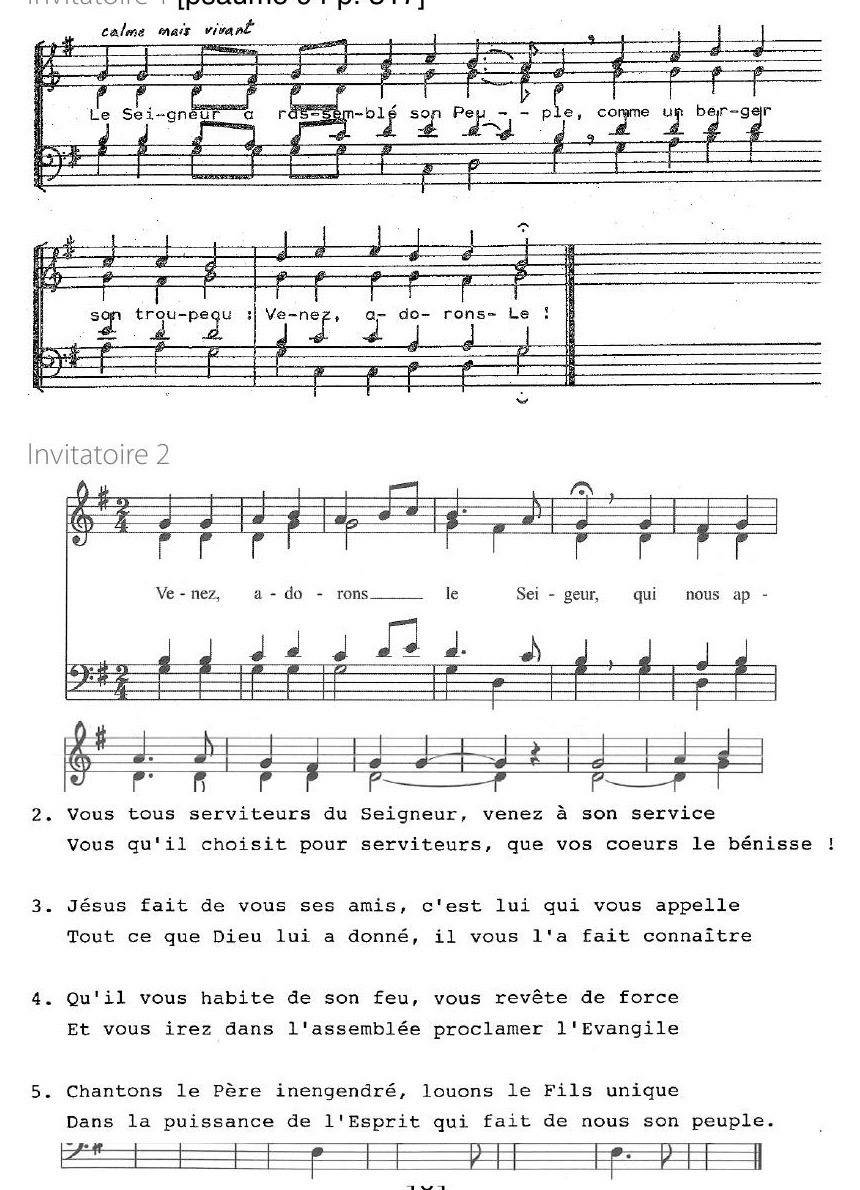 Invitatoire 1 [psaume 94 p. 317]
calme mais vivant
Le Sei-gneur a ras-sem-blé son Peu - - ple, comme un ber-ger
son trou-peau : Ve-nez, a- do- rons- Le !
Invitatoire 2
2
4
Ve - nez, a - do - rons le Sei - geur, qui nous ap -
2
4
2. Vous tous serviteurs du Seigneur, venez à son service
Vous qu'il choisit pour serviteurs, que vos coeurs le bénisse !
3. Jésus fait de vous ses amis, c'est lui qui vous appelle
Tout ce que Dieu lui a donné, il vous l'a fait connaître
4. Qu'il vous habite de son feu, vous revête de force
Et vous irez dans l'assemblée proclamer l'Evangile
5. Chantons le Père inengendré, louons le Fils unique
Dans la puissance de l'Esprit qui fait de nous son peuple.